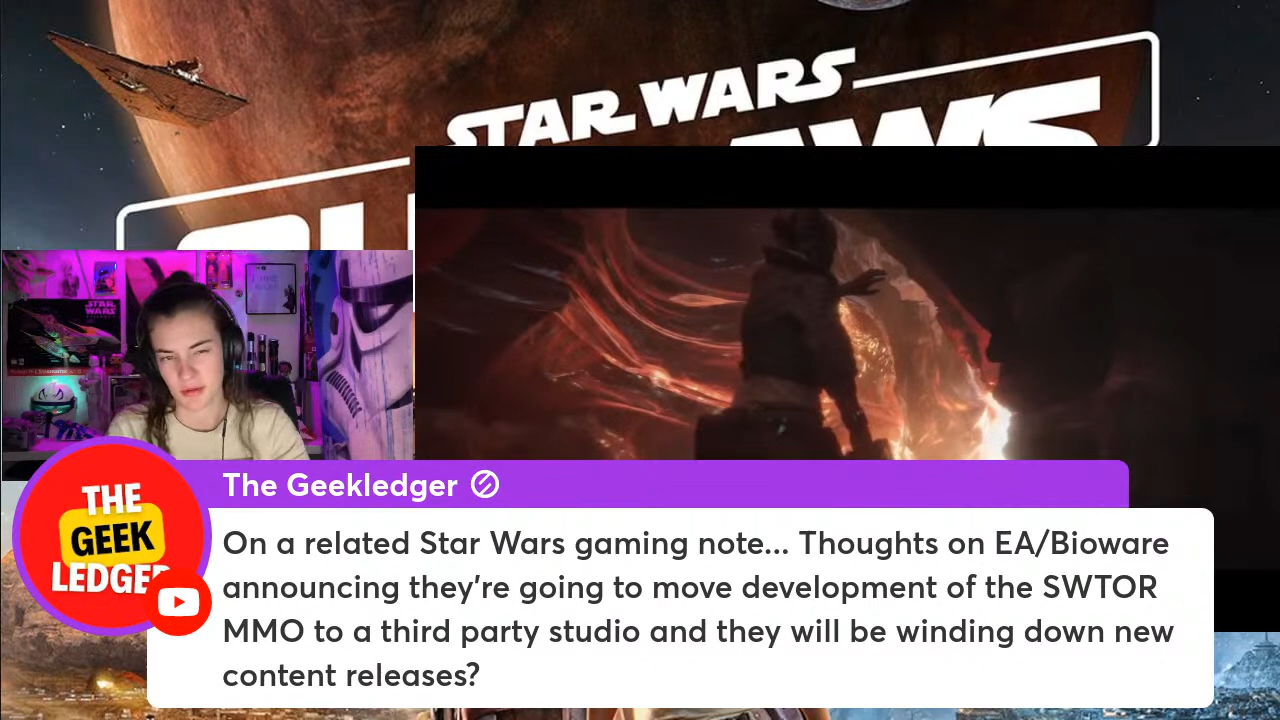 STAR WARS
STAR
WARS
The Geekledger
THE
GEEK
On a related Star Wars gaming note... Thoughts on EA/Bioware
announcing they're going to move development of the SWTOR
MMO to a third party studio and they will be winding down new
content releases?